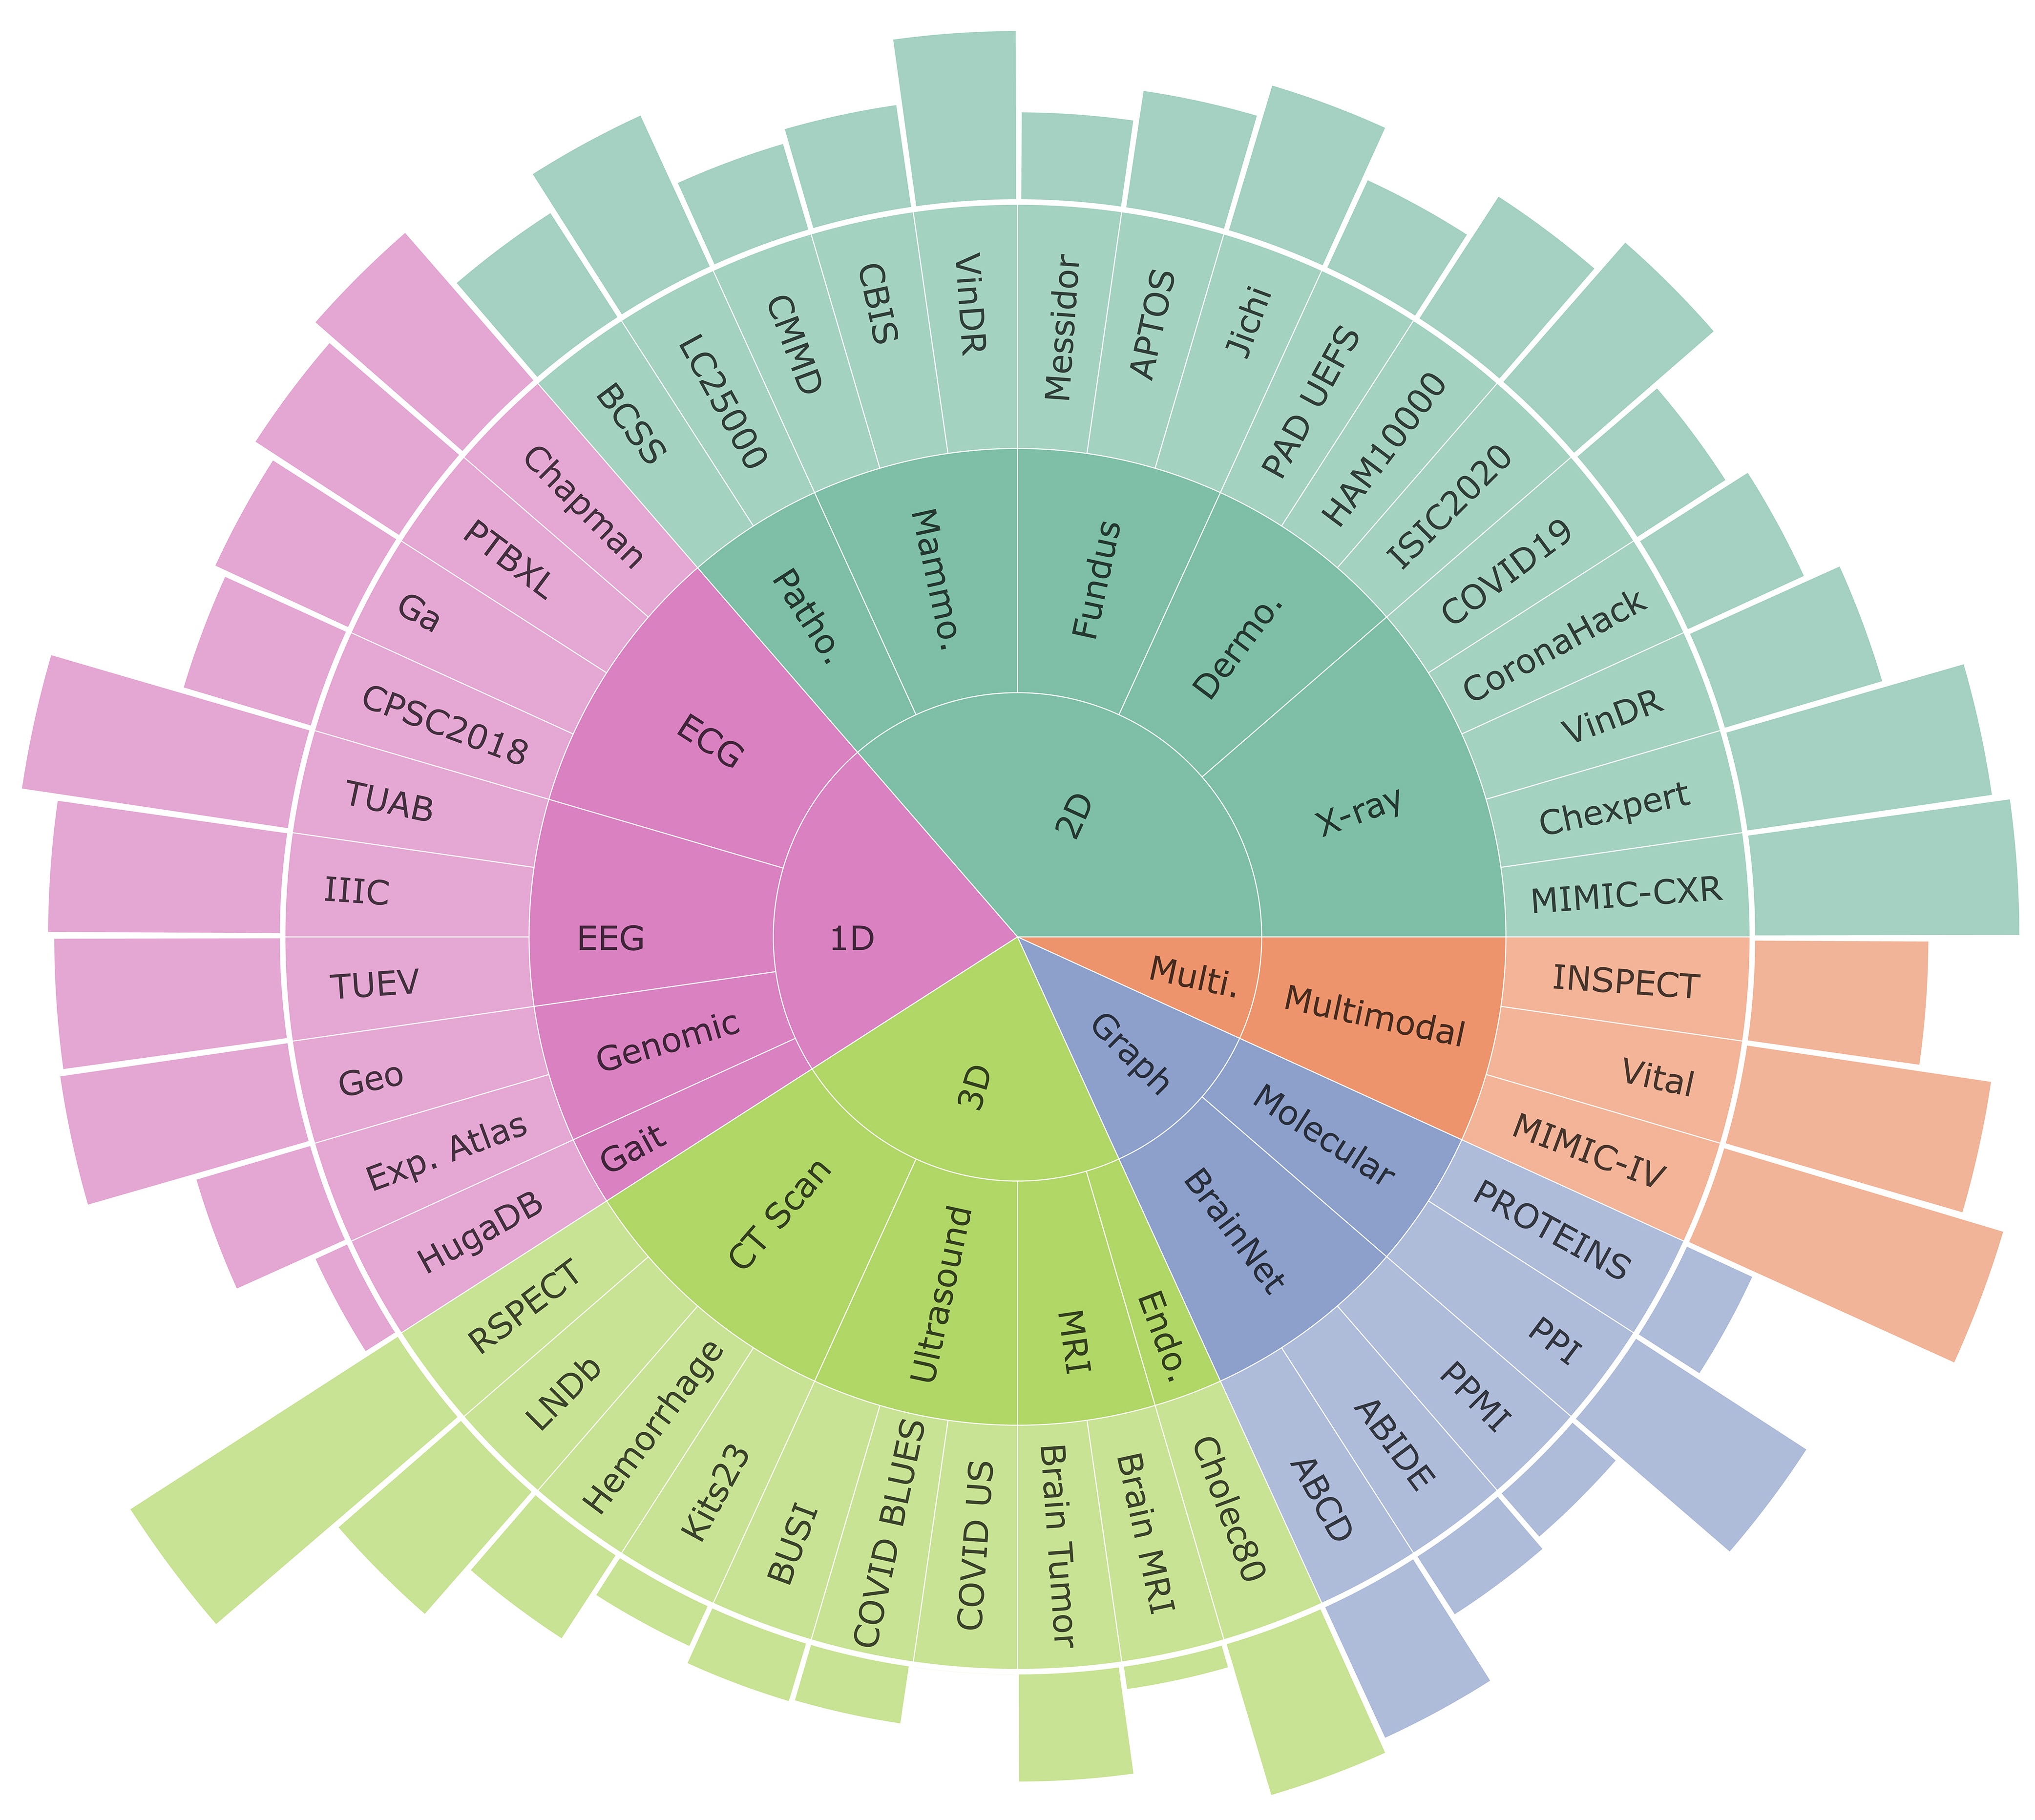 2D
Patho.
BCSS
LC25000
Mammo.
CMMD
CBIS
VinDR
Fundus
Messidor
APTOS
Jichi
Dermo.
PAD UEFS
HAM10000
ISIC2020
X-ray
COVID19
CoronaHack
VinDR
Chexpert
MIMIC-CXR
Multi.
Multimodal
INSPECT
Vital
MIMIC-IV
Graph
Molecular
PROTEINS
PPI
BrainNet
PPMI
ABIDE
ABCD
3D
Endo.
Cholec80
MRI
Brain MRI
Brain Tumor
Ultrasound
COVID US
COVID BLUES
BUSI
CT Scan
Kits23
Hemorrhage
LNDb
RSPECT
1D
Gait
HugaDB
Genomic
Exp. Atlas
Geo
EEG
TUEV
IIIC
TUAB
ECG
CPSC2018
Ga
PTBXL
Chapman